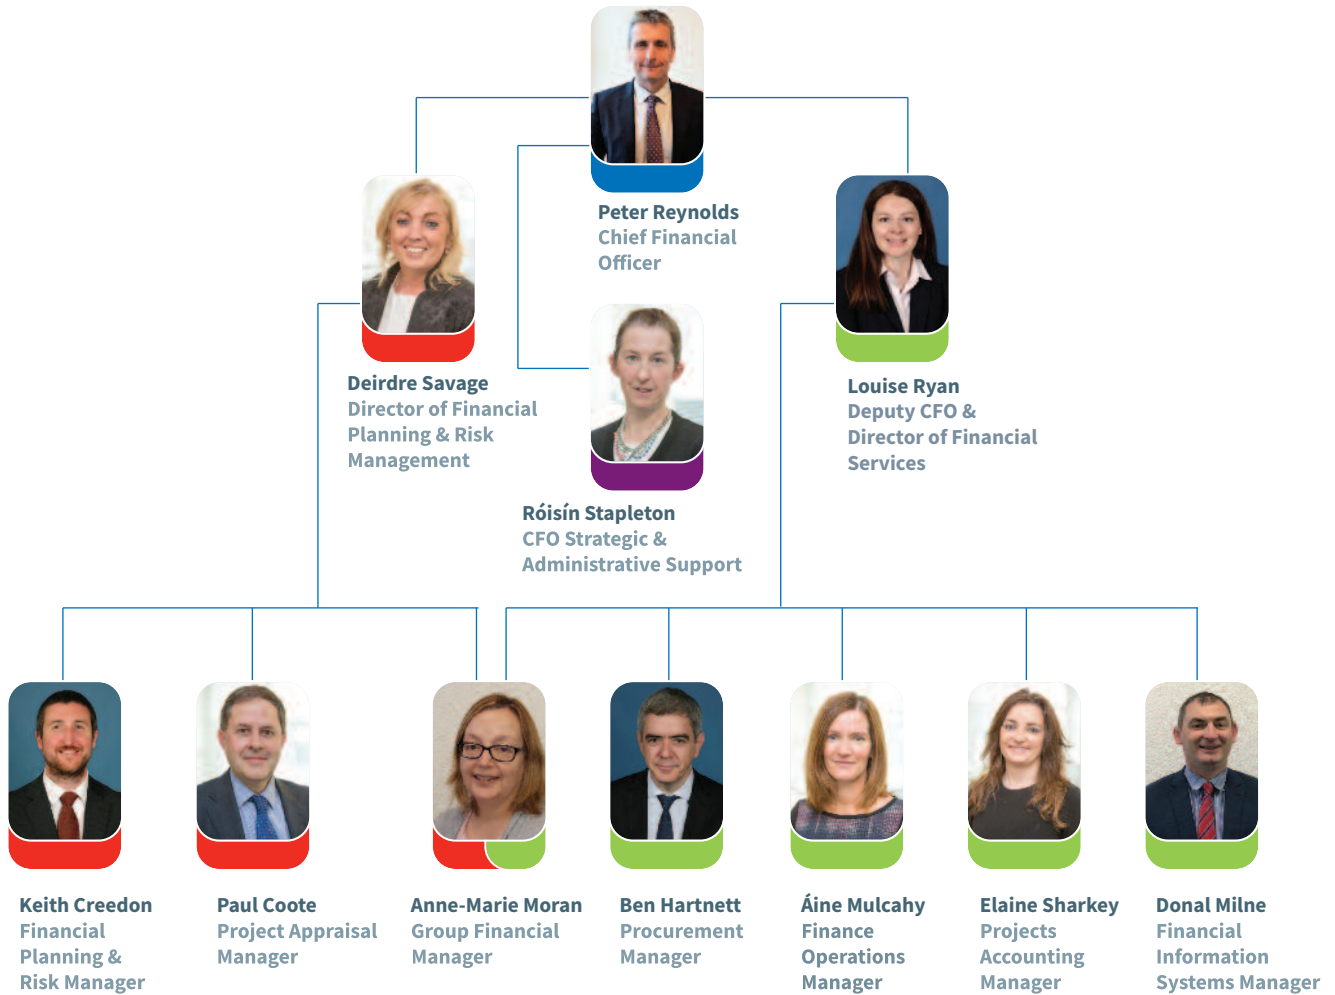 Peter Reynolds
Chief Financial
Officer
Deirdre Savage
Director of Financial
Planning & Risk
Management
Louise Ryan
Deputy CFO &
Director of Financial
Services
Róisín Stapleton
CFO Strategic &
Administrative Support
Keith Creedon
Financial
Planning &
Risk Manager
Paul Coote
Project Appraisal
Manager
Anne-Marie Moran
Group Financial
Manager
Ben Hartnett
Procurement
Manager
Áine Mulcahy
Finance
Operations
Manager
Elaine Sharkey
Projects
Accounting
Manager
Donal Milne
Financial
Information
Systems Manager